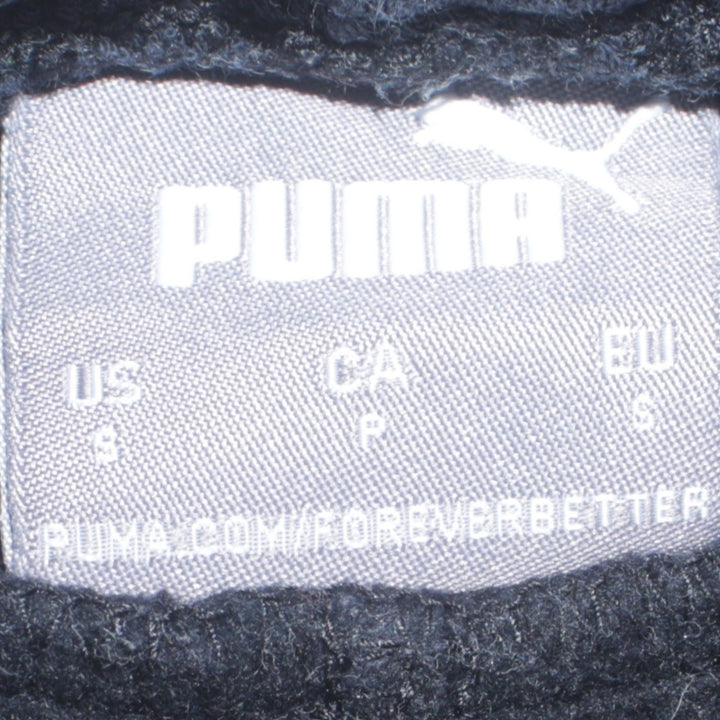 PUMA
US CA EU
S P S
PUMA.COM/FOREVERBETTER